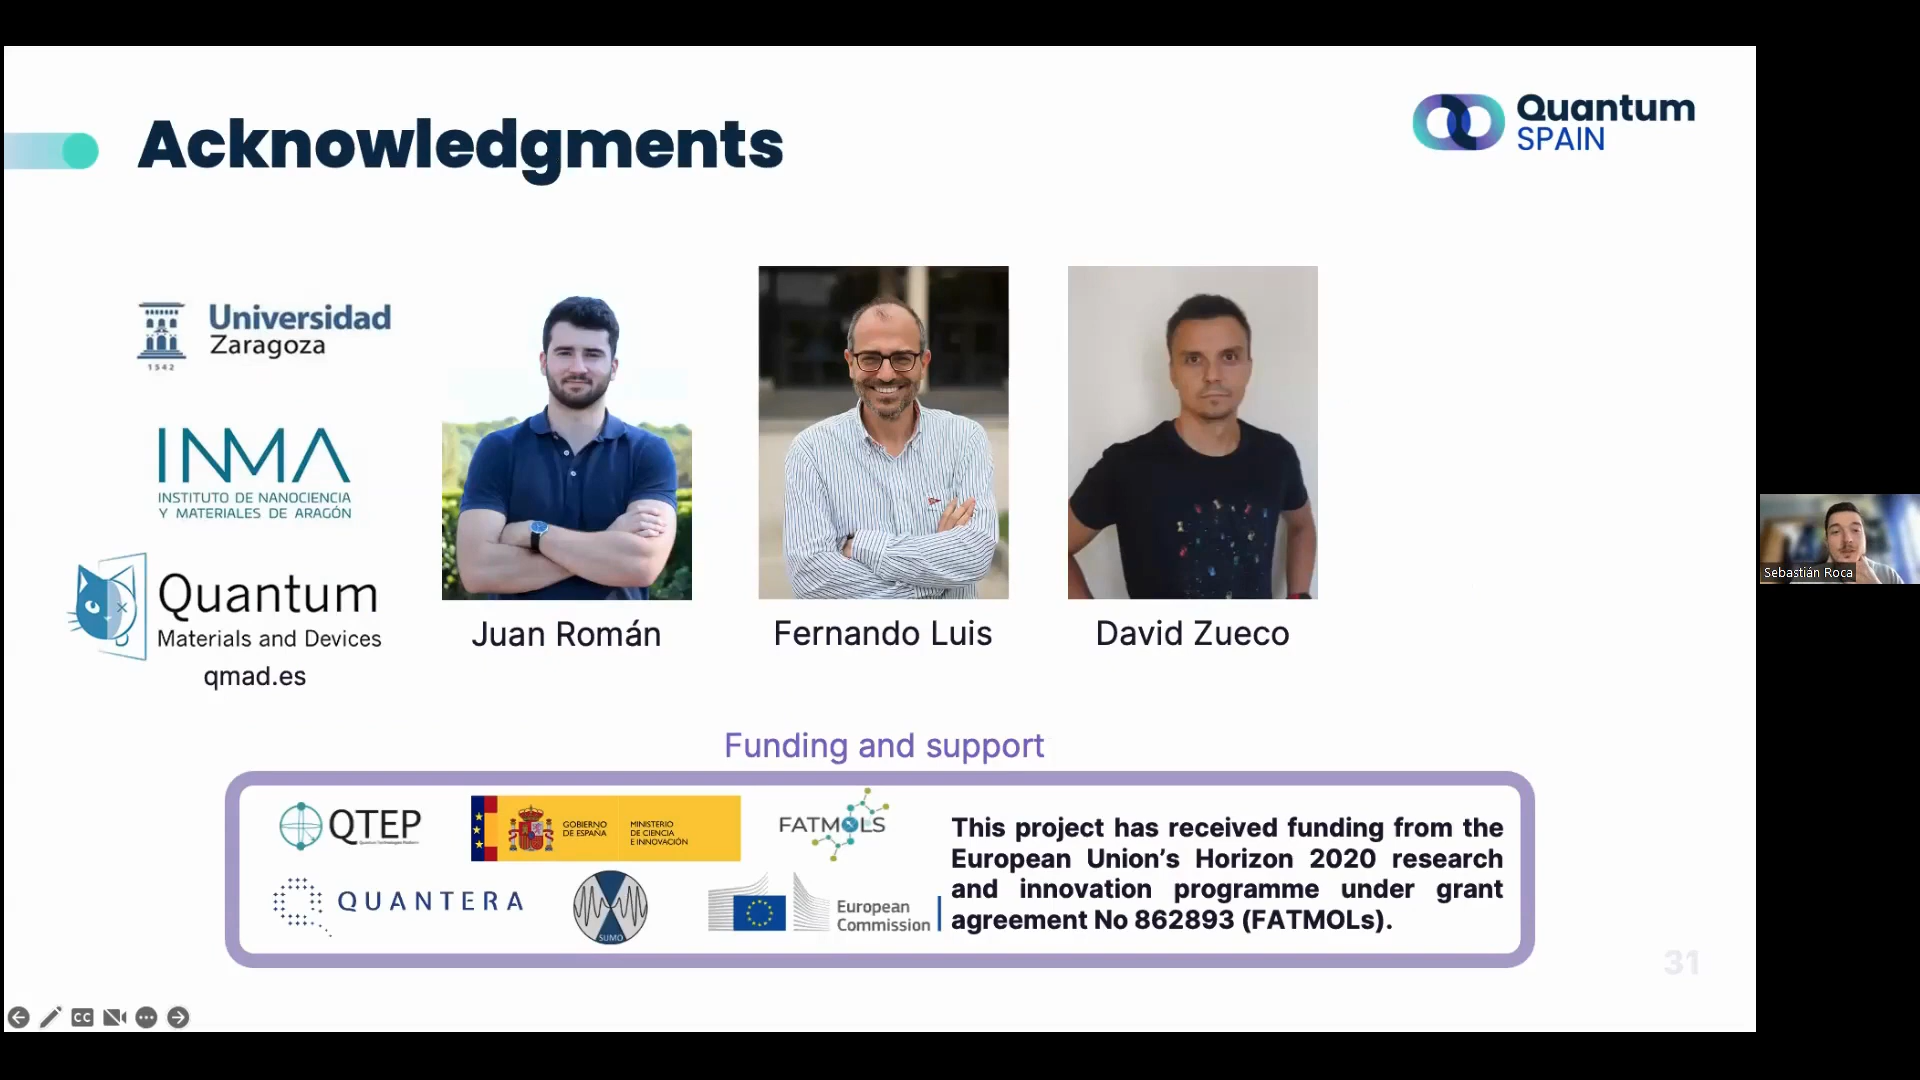 Acknowledgments
Quantum
SPAIN
Universidad
Zaragoza
1542
INMA
INSTITUTO DE NANOCIENCIA
Y MATERIALES DE ARAGÓN
Quantum
Materials and Devices
qmad.es
Juan Román
Fernando Luis
David Zueco
Sebastián Roca
Funding and support
QTEP
GOBIERNO
DE ESPAÑA
MINISTERIO
DE CIENCIA
E INNOVACIÓN
FATMOLS
QUANTERA
SUMO
European
Commission
This project has received funding from the
European Union's Horizon 2020 research
and innovation programme under grant
agreement No 862893 (FATMOLs).
31
CC